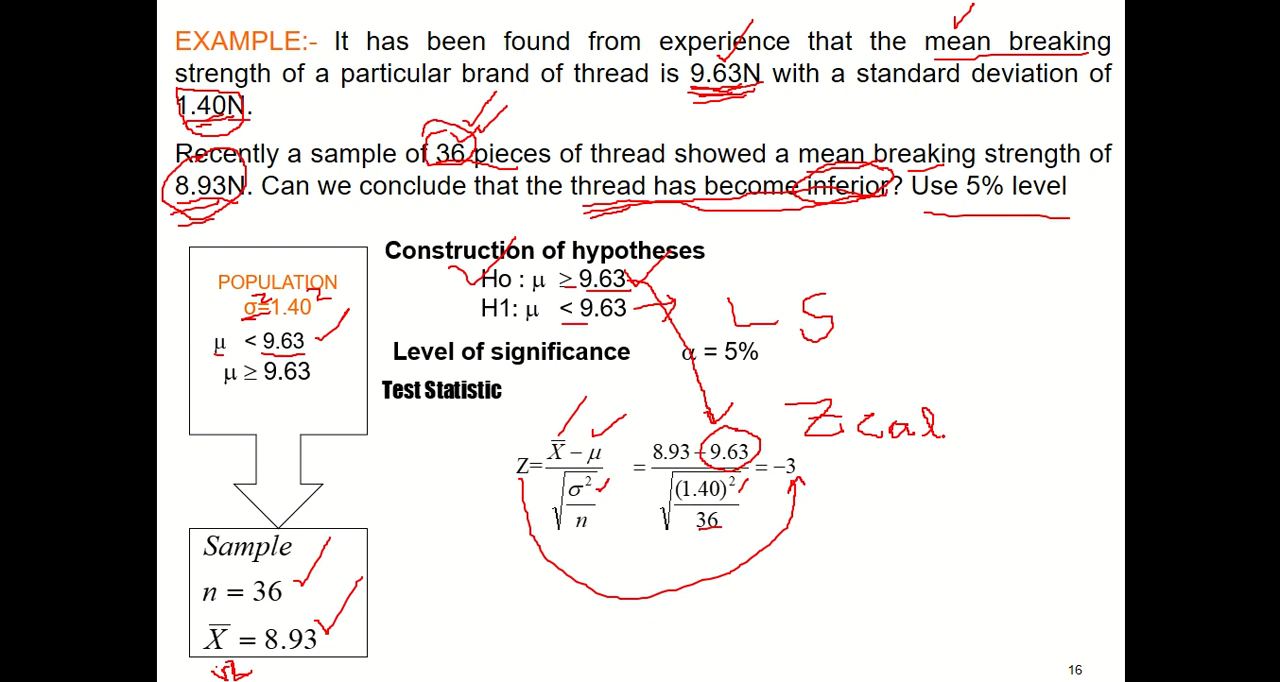 EXAMPLE:- It has been found from experience that the mean breaking
strength of a particular brand of thread is 9.63N with a standard deviation of
1.40N.
Recently a sample of 36 pieces of thread showed a mean breaking strength of
8.93N. Can we conclude that the thread has become inferior? Use 5% level
Construction of hypotheses
Ho : μ ≥ 9.63
H1: μ < 9.63
L S
Level of significance α = 5%
Test Statistic
Z cal.
Z= (X̄ − μ) / √(σ² / n) = (8.93 − 9.63) / √((1.40)² / 36) = −3
POPULATION
σ²=1.40²
μ < 9.63
μ ≥ 9.63
Sample
n = 36
X̄ = 8.93
16